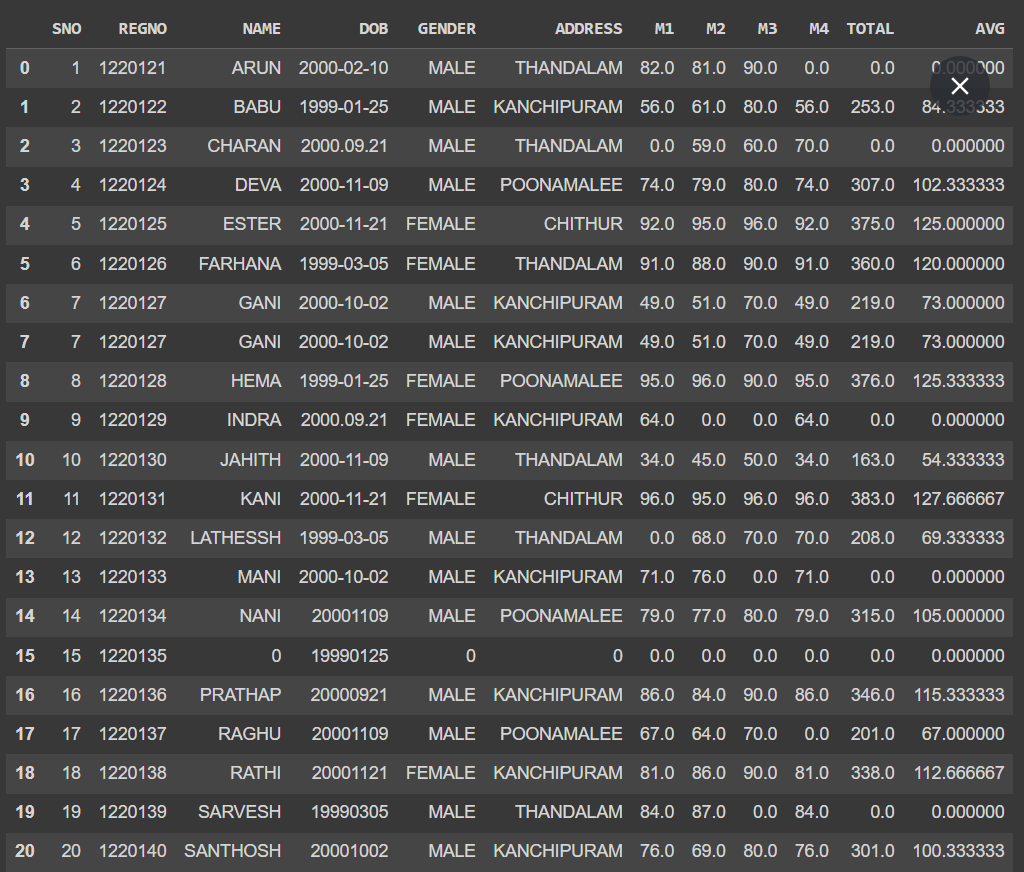 SNO REGNO NAME DOB GENDER ADDRESS M1 M2 M3 M4 TOTAL AVG
0 1 1220121 ARUN 2000-02-10 MALE THANDALAM 82.0 81.0 90.0 0.0 0.0 0.000000
1 2 1220122 BABU 1999-01-25 MALE KANCHIPURAM 56.0 61.0 80.0 56.0 253.0 84.333333
2 3 1220123 CHARAN 2000.09.21 MALE THANDALAM 0.0 59.0 60.0 70.0 0.0 0.000000
3 4 1220124 DEVA 2000-11-09 MALE POONAMALEE 74.0 79.0 80.0 74.0 307.0 102.333333
4 5 1220125 ESTER 2000-11-21 FEMALE CHITHUR 92.0 95.0 96.0 92.0 375.0 125.000000
5 6 1220126 FARHANA 1999-03-05 FEMALE THANDALAM 91.0 88.0 90.0 91.0 360.0 120.000000
6 7 1220127 GANI 2000-10-02 MALE KANCHIPURAM 49.0 51.0 70.0 49.0 219.0 73.000000
7 7 1220127 GANI 2000-10-02 MALE KANCHIPURAM 49.0 51.0 70.0 49.0 219.0 73.000000
8 8 1220128 HEMA 1999-01-25 FEMALE POONAMALEE 95.0 96.0 90.0 95.0 376.0 125.333333
9 9 1220129 INDRA 2000.09.21 FEMALE KANCHIPURAM 64.0 0.0 0.0 64.0 0.0 0.000000
10 10 1220130 JAHITH 2000-11-09 MALE THANDALAM 34.0 45.0 50.0 34.0 163.0 54.333333
11 11 1220131 KANI 2000-11-21 FEMALE CHITHUR 96.0 95.0 96.0 96.0 383.0 127.666667
12 12 1220132 LATHESSH 1999-03-05 MALE THANDALAM 0.0 68.0 70.0 70.0 208.0 69.333333
13 13 1220133 MANI 2000-10-02 MALE KANCHIPURAM 71.0 76.0 0.0 71.0 0.0 0.000000
14 14 1220134 NANI 20001109 MALE POONAMALEE 79.0 77.0 80.0 79.0 315.0 105.000000
15 15 1220135 0 19990125 0 0 0.0 0.0 0.0 0.0 0.0 0.000000
16 16 1220136 PRATHAP 20000921 MALE KANCHIPURAM 86.0 84.0 90.0 86.0 346.0 115.333333
17 17 1220137 RAGHU 20001109 MALE POONAMALEE 67.0 64.0 70.0 0.0 201.0 67.000000
18 18 1220138 RATHI 20001121 FEMALE KANCHIPURAM 81.0 86.0 90.0 81.0 338.0 112.666667
19 19 1220139 SARVESH 19990305 MALE THANDALAM 84.0 87.0 0.0 84.0 0.0 0.000000
20 20 1220140 SANTHOSH 20001002 MALE KANCHIPURAM 76.0 69.0 80.0 76.0 301.0 100.333333